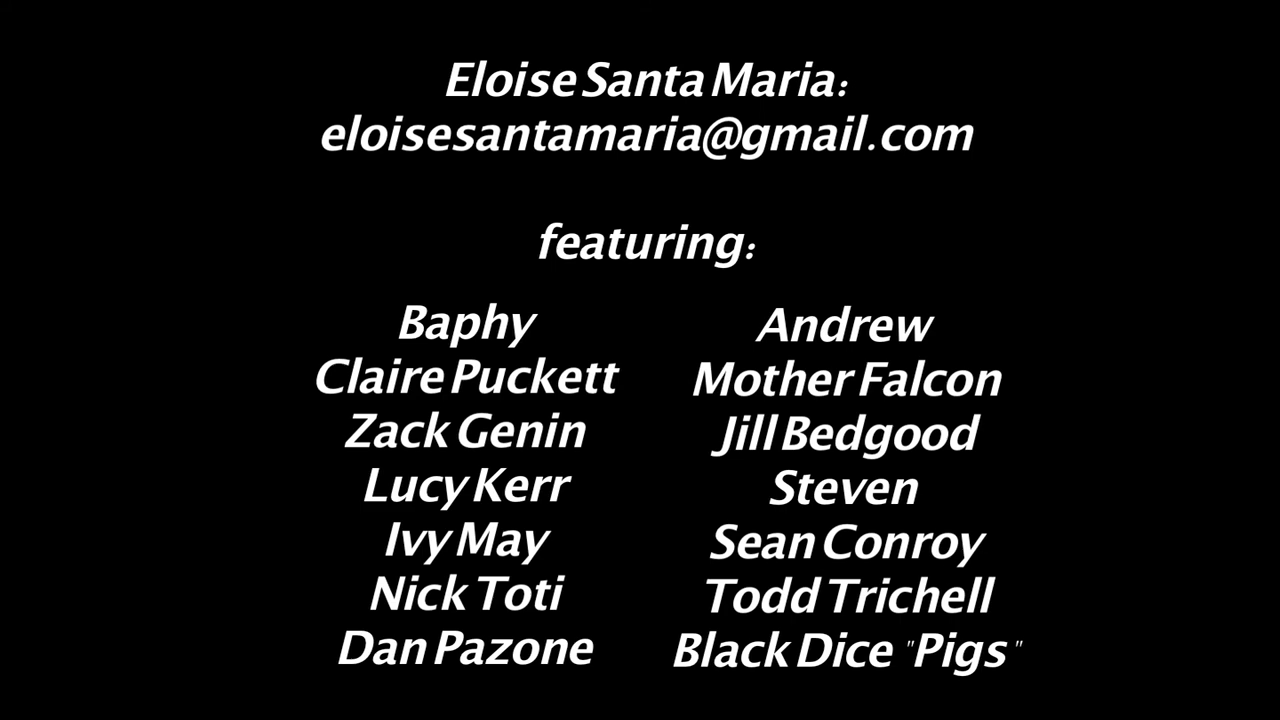 Eloise Santa Maria:
eloisesantamaria@gmail.com
featuring:
Baphy
Claire Puckett
Zack Genin
Lucy Kerr
Ivy May
Nick Toti
Dan Pazone
Andrew
Mother Falcon
Jill Bedgood
Steven
Sean Conroy
Todd Trichell
Black Dice "Pigs "